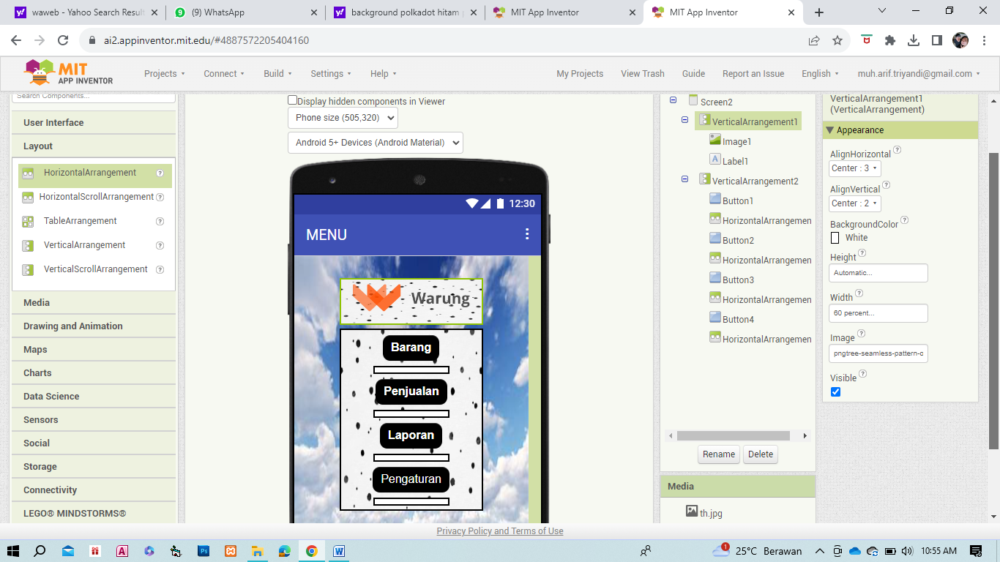 waweb - Yahoo Search Result
(9) WhatsApp
background polkadot hitam
MIT App Inventor
MIT App Inventor
ai2.appinventor.mit.edu/#4887572205404160
MIT
APP INVENTOR
Projects
Connect
Build
Settings
Help
My Projects
View Trash
Guide
Report an Issue
English
muh.arif.triyandi@gmail.com
Search Components...
User Interface
Layout
HorizontalArrangement
HorizontalScrollArrangement
TableArrangement
VerticalArrangement
VerticalScrollArrangement
Media
Drawing and Animation
Maps
Charts
Data Science
Sensors
Social
Storage
Connectivity
LEGO® MINDSTORMS®
Display hidden components in Viewer
Phone size (505,320)
Android 5+ Devices (Android Material)
12:30
MENU
Warung
Barang
Penjualan
Laporan
Pengaturan
Screen2
VerticalArrangement1
Image1
Label1
VerticalArrangement2
Button1
HorizontalArrangemen
Button2
HorizontalArrangemen
Button3
HorizontalArrangemen
Button4
HorizontalArrangemen
Rename
Delete
Media
th.jpg
VerticalArrangement1
(VerticalArrangement)
Appearance
AlignHorizontal
Center : 3
AlignVertical
Center : 2
BackgroundColor
White
Height
Automatic...
Width
60 percent...
Image
pngtree-seamless-pattern-o
Visible
Privacy Policy and Terms of Use
1
25°C Berawan
10:55 AM